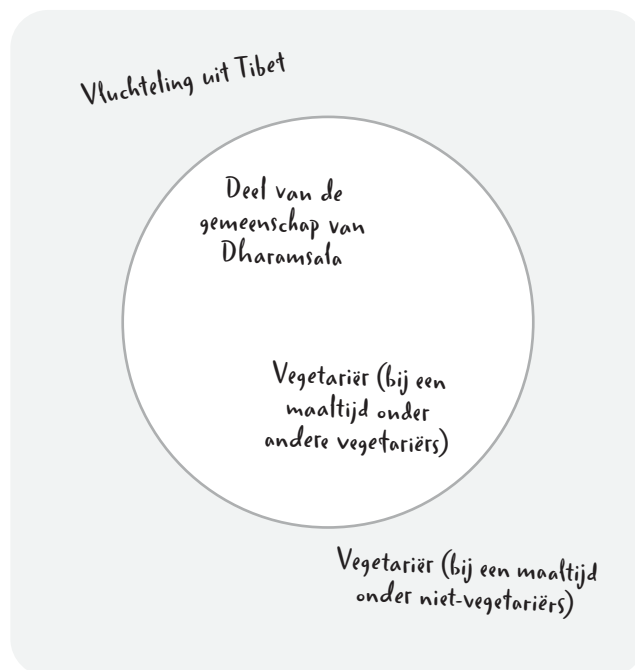 Vluchteling uit Tibet
Deel van de
gemeenschap van
Dharamsala
Vegetariër (bij een
maaltijd onder
andere vegetariërs)
Vegetariër (bij een maaltijd
onder niet-vegetariërs)